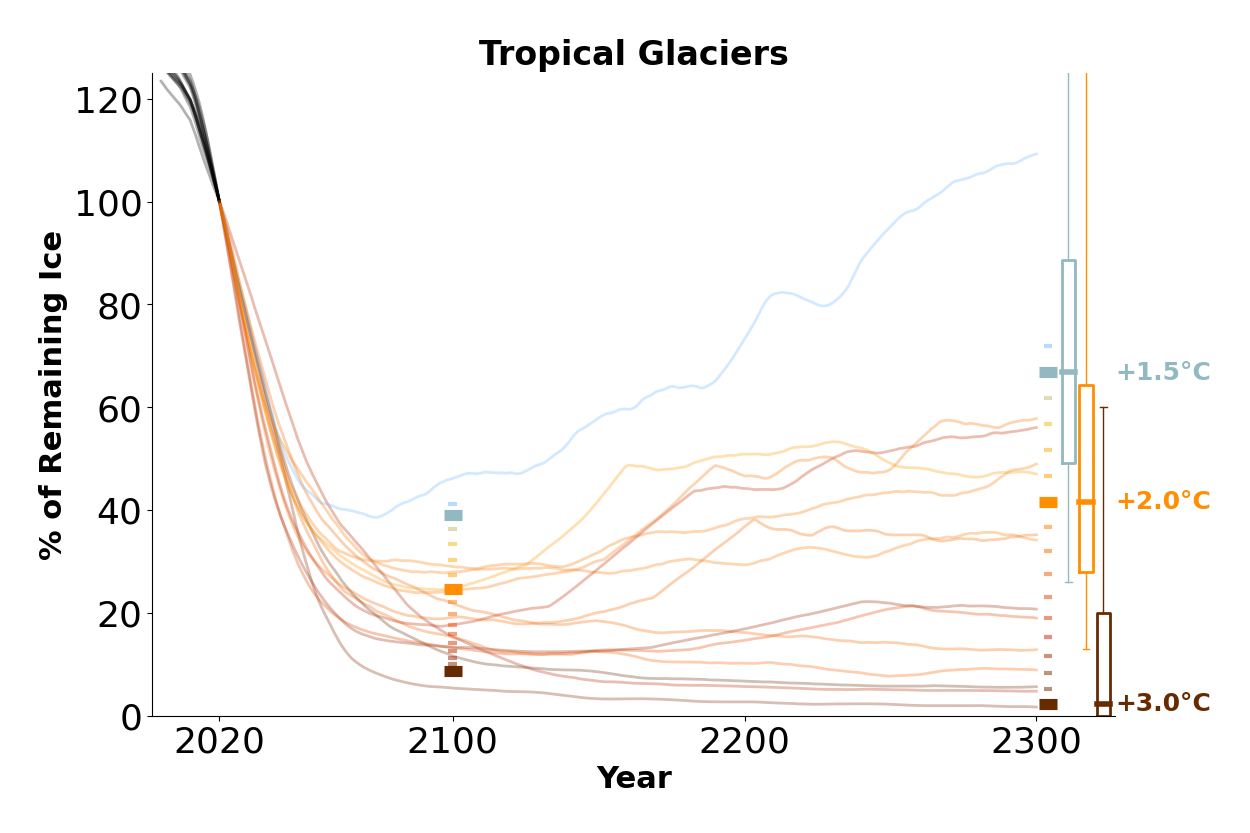 Tropical Glaciers
% of Remaining Ice
120
100
80
60
40
20
0
+1.5°C
+2.0°C
+3.0°C
2020 2100 2200 2300
Year